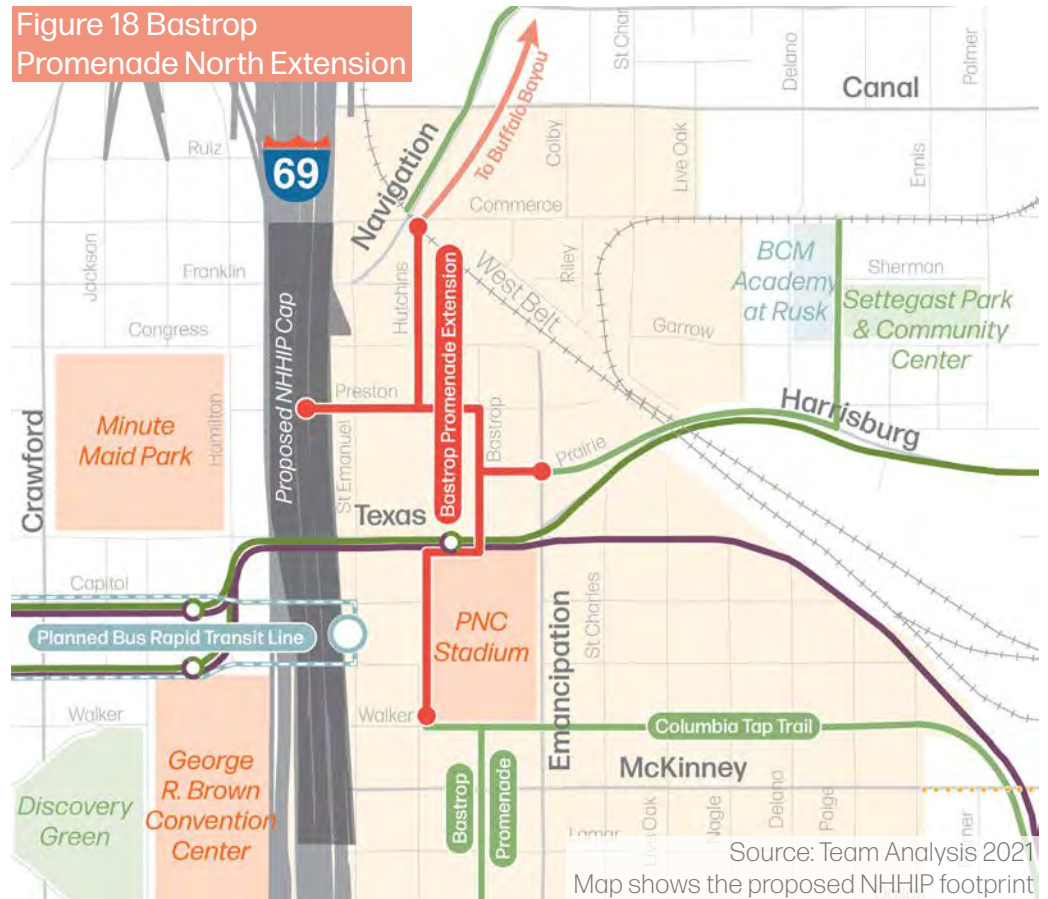 Figure 18 Bastrop
Promenade North Extension
St Char
Delano
Palmer
Canal
To Buffalo Bayou
Ruiz
69
Navigation
Colby
Live Oak
Ennis
Commerce
Jackson
Franklin
Hutchins
Bastrop Promenade Extension
West Belt
Riley
BCM
Academy
at Rusk
Sherman
Settegast Park
& Community
Center
Congress
Garrow
Proposed NHHIP Cap
Preston
Bastrop
Harrisburg
Minute
Maid Park
Hamilton
Crawford
St Emanuel
Prairie
Texas
Capitol
Planned Bus Rapid Transit Line
PNC
Stadium
Emancipation
St Charles
Walker
Walker
Columbia Tap Trail
George
R. Brown
Convention
Center
McKinney
Discovery
Green
Bastrop
Promenade
Lamar
Live Oak
Nagle
Delano
Paige
Source: Team Analysis 2021
Map shows the proposed NHHIP footprint